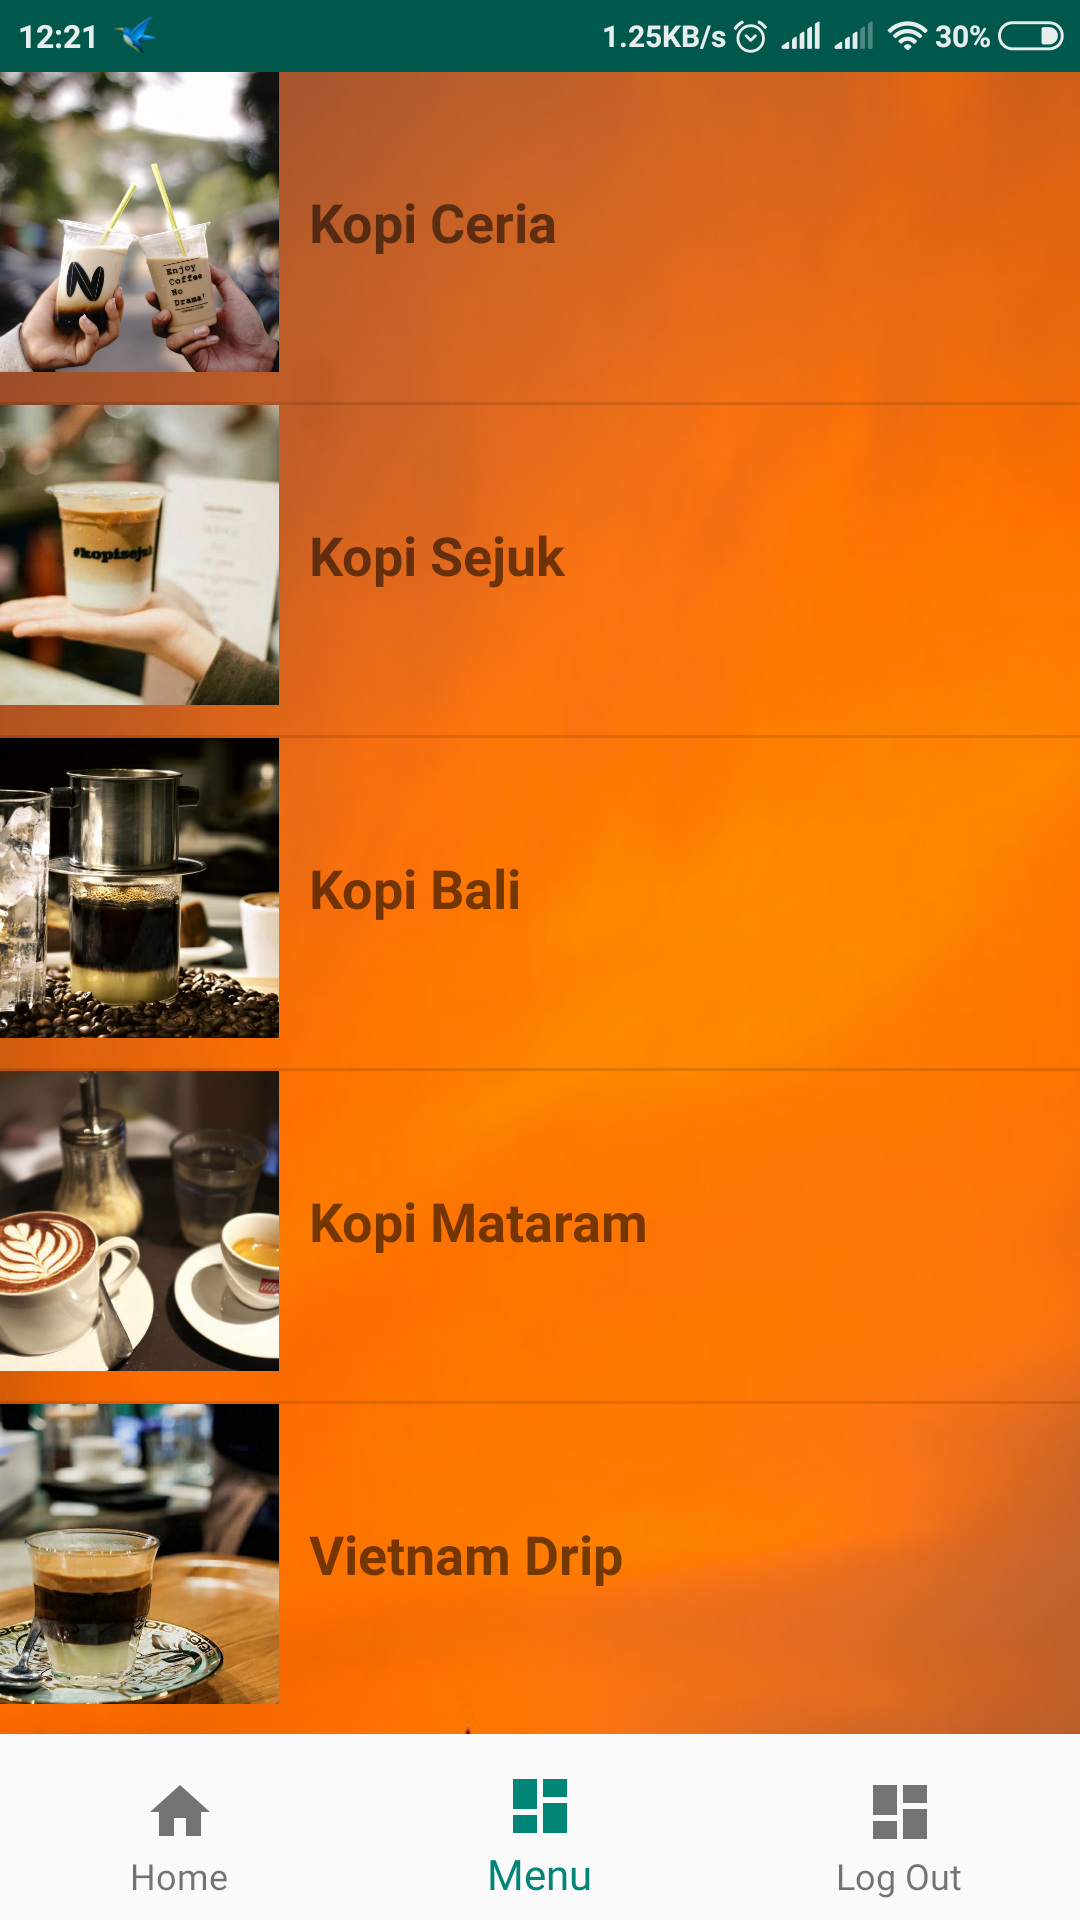 12:21 1.25KB/s 30%
N
Enjoy
Coffee
No
Drama!
Kopi Ceria
#kopisejuk
Kopi Sejuk
Kopi Bali
Kopi Mataram
Vietnam Drip
Home Menu Log Out